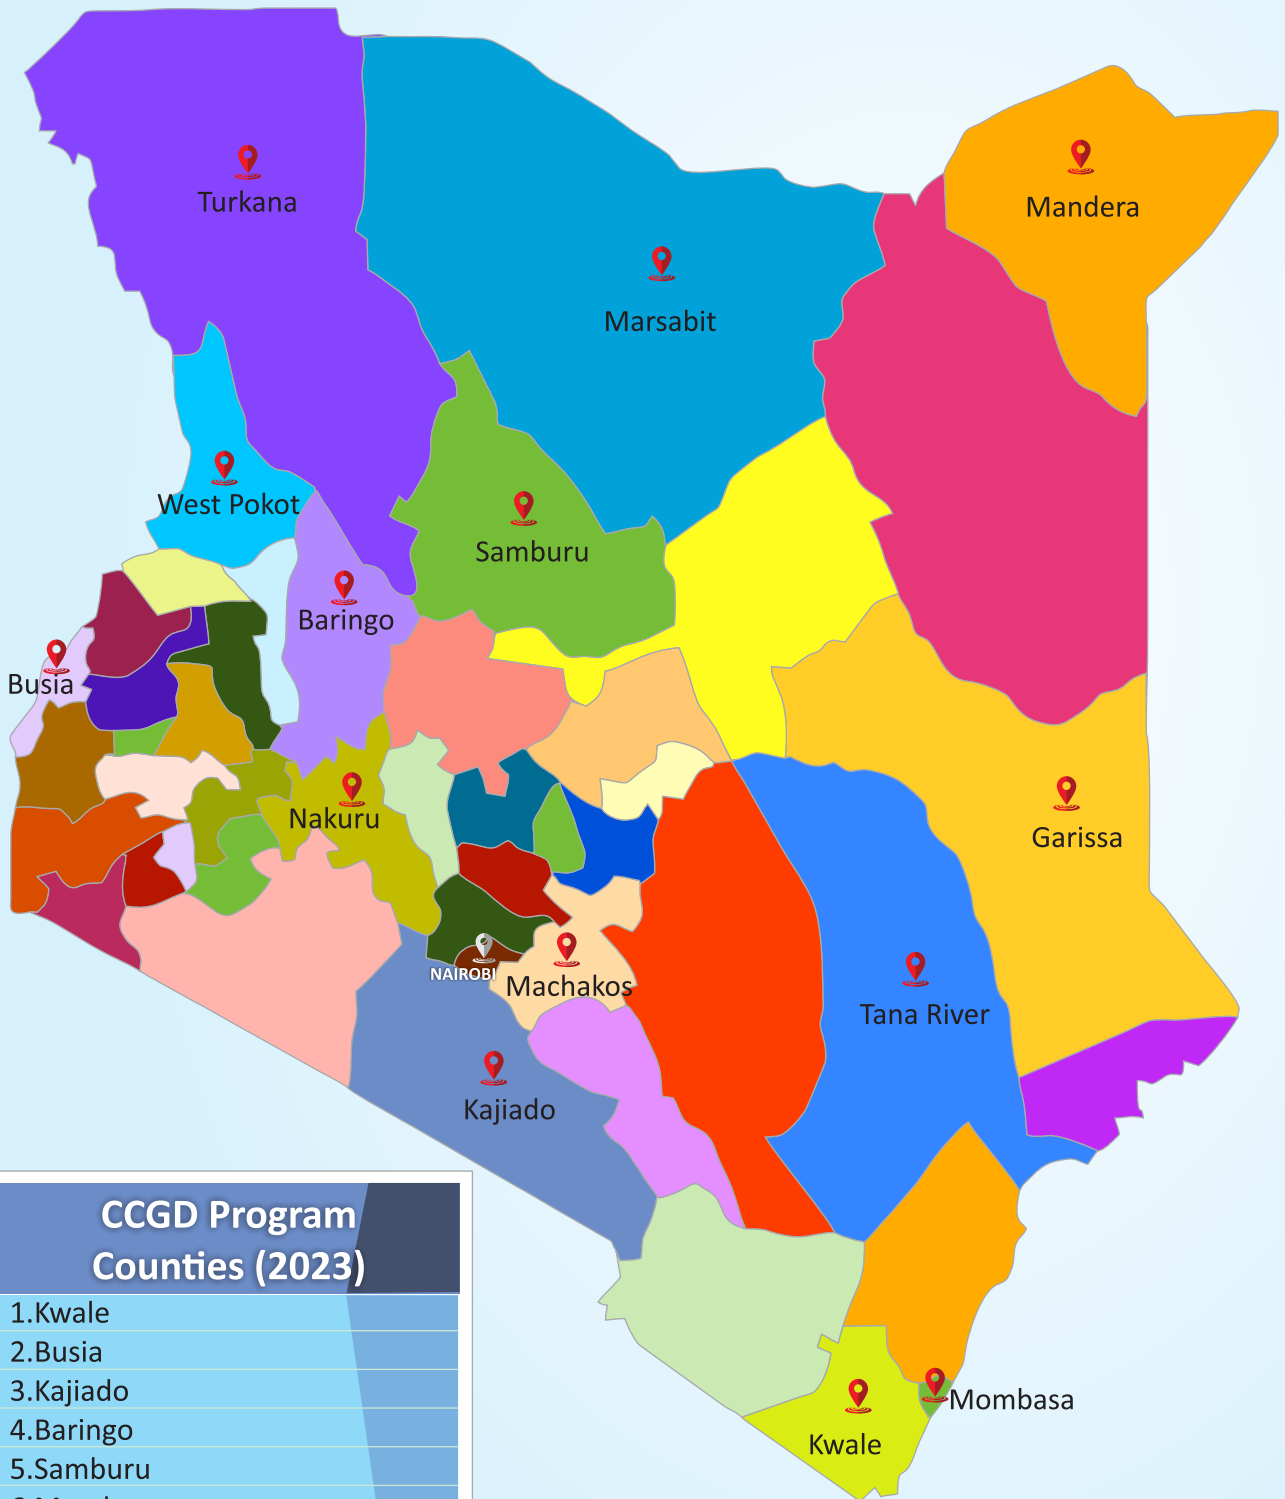 Turkana
Mandera
Marsabit
West Pokot
Samburu
Baringo
Busia
Nakuru
Garissa
NAIROBI
Machakos
Tana River
Kajiado
Mombasa
Kwale
CCGD Program
Counties (2023)
1.Kwale
2.Busia
3.Kajiado
4.Baringo
5.Samburu